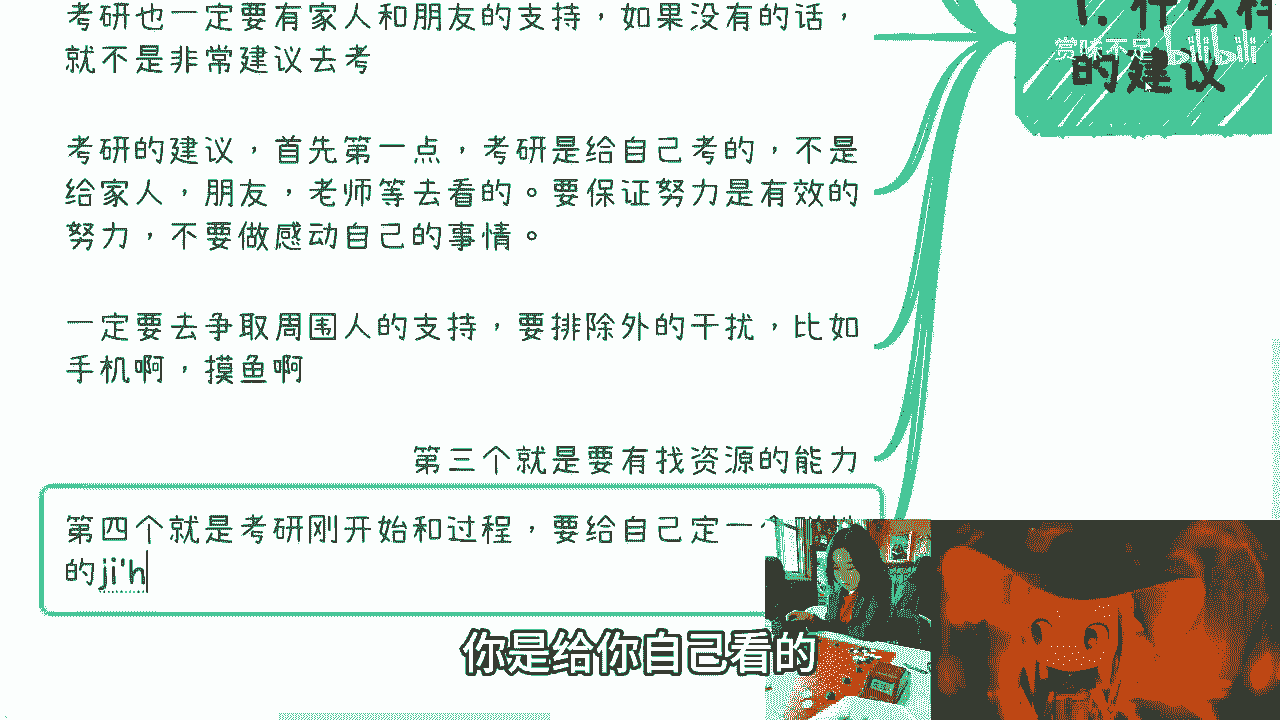 考研也一定要有家人和朋友的支持，如果没有的话，
就不是非常建议去考
考研的建议，首先第一点，考研是给自己考的，不是
给家人，朋友，老师等去看的。要保证努力是有效的
努力，不要做感动自己的事情。
一定要去争取周围人的支持，要排除外的干扰，比如
手机啊，摸鱼啊
第三个就是要有找资源的能力
第四个就是考研刚开始和过程，要给自己定一个
的ji'h
1. 什么样
的建议
赏味不足 bilibili
你是给你自己看的